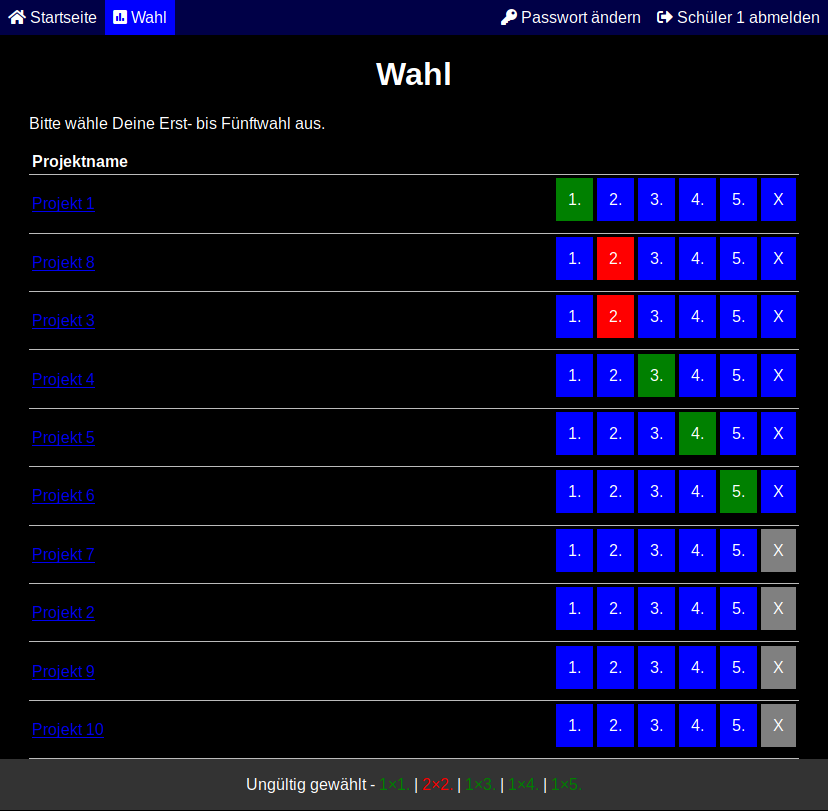 Startseite Wahl Passwort ändern Schüler 1 abmelden
Wahl
Bitte wähle Deine Erst- bis Fünftwahl aus.
Projektname
Projekt 1 1. 2. 3. 4. 5. X
Projekt 8 1. 2. 3. 4. 5. X
Projekt 3 1. 2. 3. 4. 5. X
Projekt 4 1. 2. 3. 4. 5. X
Projekt 5 1. 2. 3. 4. 5. X
Projekt 6 1. 2. 3. 4. 5. X
Projekt 7 1. 2. 3. 4. 5. X
Projekt 2 1. 2. 3. 4. 5. X
Projekt 9 1. 2. 3. 4. 5. X
Projekt 10 1. 2. 3. 4. 5. X
Ungültig gewählt - 1×1. | 2×2. | 1×3. | 1×4. | 1×5.